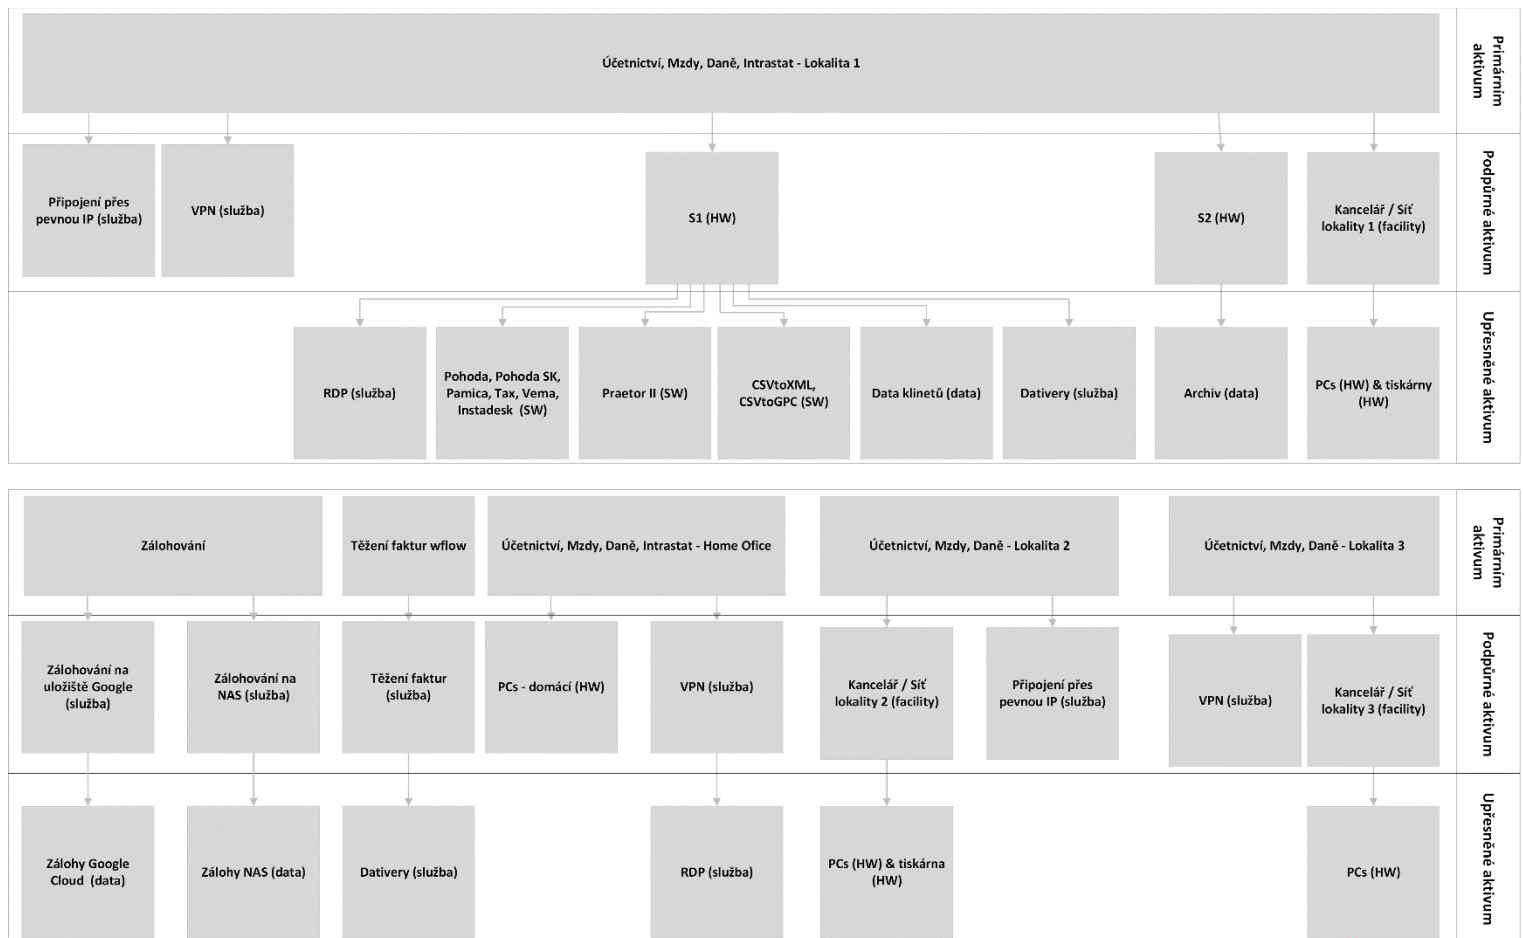 Účetnictví, Mzdy, Daně, Intrastat - Lokalita 1
Primárním
aktivum
Připojení přes
pevnou IP (služba)
VPN (služba)
S1 (HW)
S2 (HW)
Kancelář / Síť
lokality 1 (facility)
Podpůrné aktivum
RDP (služba)
Pohoda, Pohoda SK,
Pamica, Tax, Vema,
Instadesk (SW)
Praetor II (SW)
CSVtoXML,
CSVtoGPC (SW)
Data klinetů (data)
Dativery (služba)
Archiv (data)
PCs (HW) & tiskárny
(HW)
Upřesněné aktivum
Zálohování
Těžení faktur wflow
Účetnictví, Mzdy, Daně, Intrastat - Home Ofice
Účetnictví, Mzdy, Daně - Lokalita 2
Účetnictví, Mzdy, Daně - Lokalita 3
Primárním
aktivum
Zálohování na
uložiště Google
(služba)
Zálohování na
NAS (služba)
Těžení faktur
(služba)
PCs - domácí (HW)
VPN (služba)
Kancelář / Síť
lokality 2 (facility)
Připojení přes
pevnou IP (služba)
VPN (služba)
Kancelář / Síť
lokality 3 (facility)
Podpůrné aktivum
Zálohy Google
Cloud (data)
Zálohy NAS (data)
Dativery (služba)
RDP (služba)
PCs (HW) & tiskárna
(HW)
PCs (HW)
Upřesněné aktivum